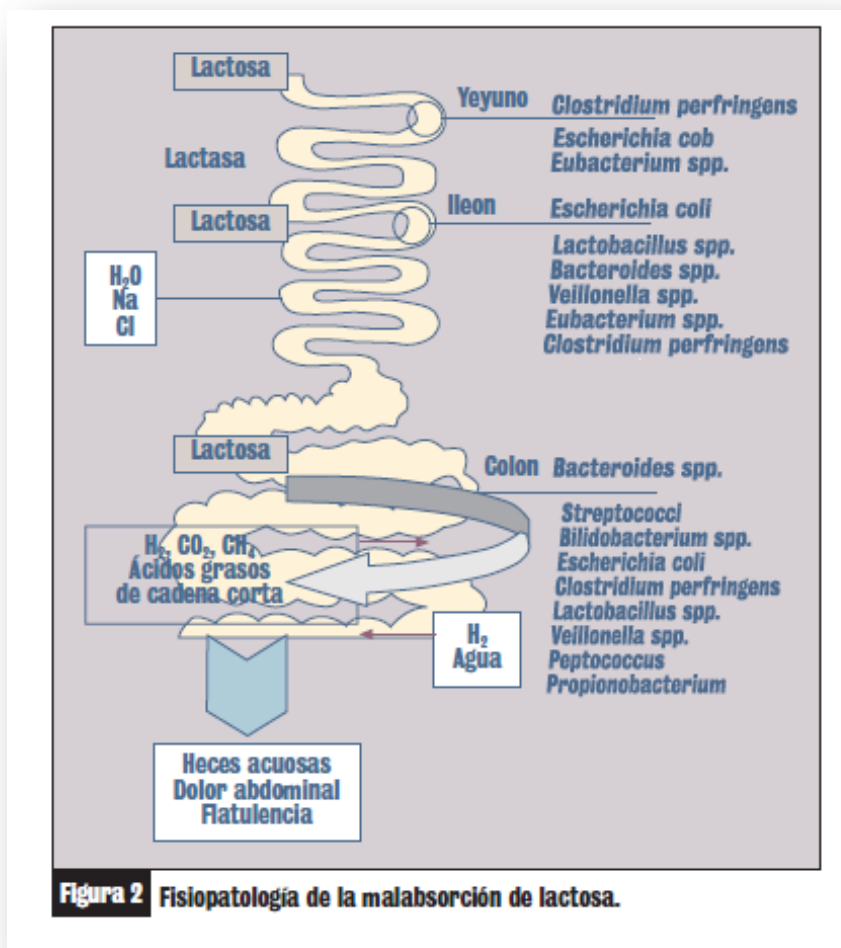 Lactosa
Yeyuno
Clostridium perfringens
Escherichia cob
Eubacterium spp.
Lactasa
Lactosa
Ileon
Escherichia coli
Lactobacillus spp.
Bacteroides spp.
Veillonella spp.
Eubacterium spp.
Clostridium perfringens
H₂O
Na
Cl
Lactosa
Colon
Bacteroides spp.
Streptococci
Bilidobacterium spp.
Escherichia coli
Clostridium perfringens
Lactobacillus spp.
Veillonella spp.
Peptococcus
Propionobacterium
H₂, CO₂, CH₄
Ácidos grasos
de cadena corta
H₂
Agua
Heces acuosas
Dolor abdominal
Flatulencia
Figura 2 Fisiopatología de la malabsorción de lactosa.